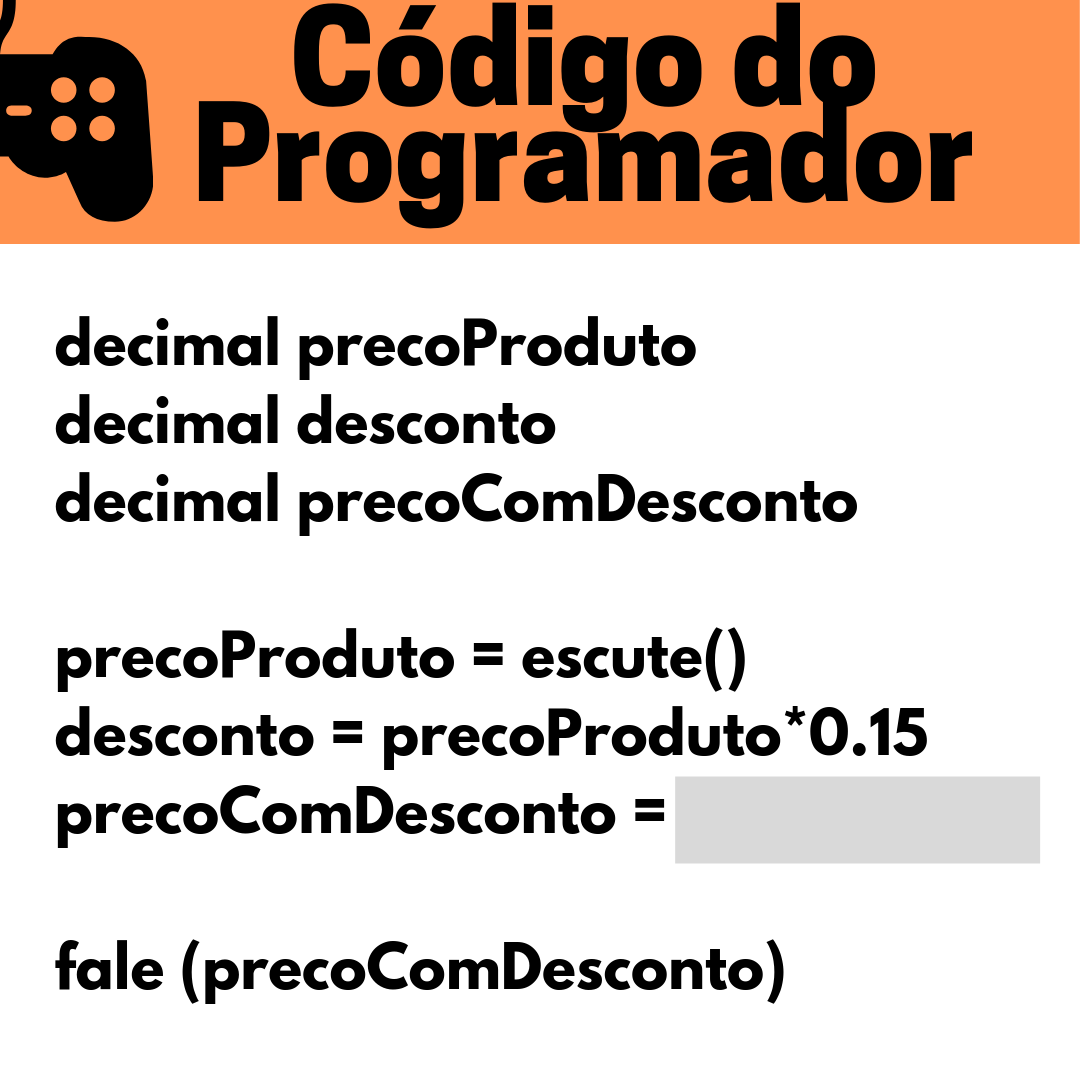 Código do
Programador
decimal precoProduto
decimal desconto
decimal precoComDesconto
precoProduto = escute()
desconto = precoProduto*0.15
precoComDesconto =
fale (precoComDesconto)